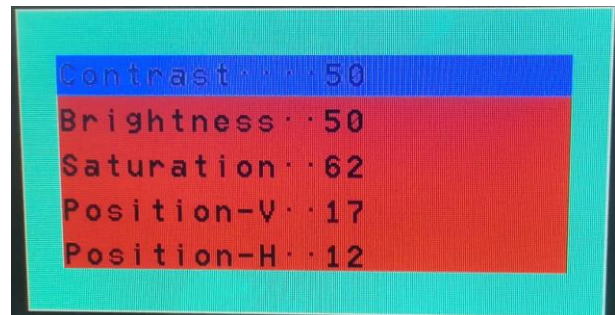 Contrast····50
Brightness··50
Saturation··62
Position-V··17
Position-H··12